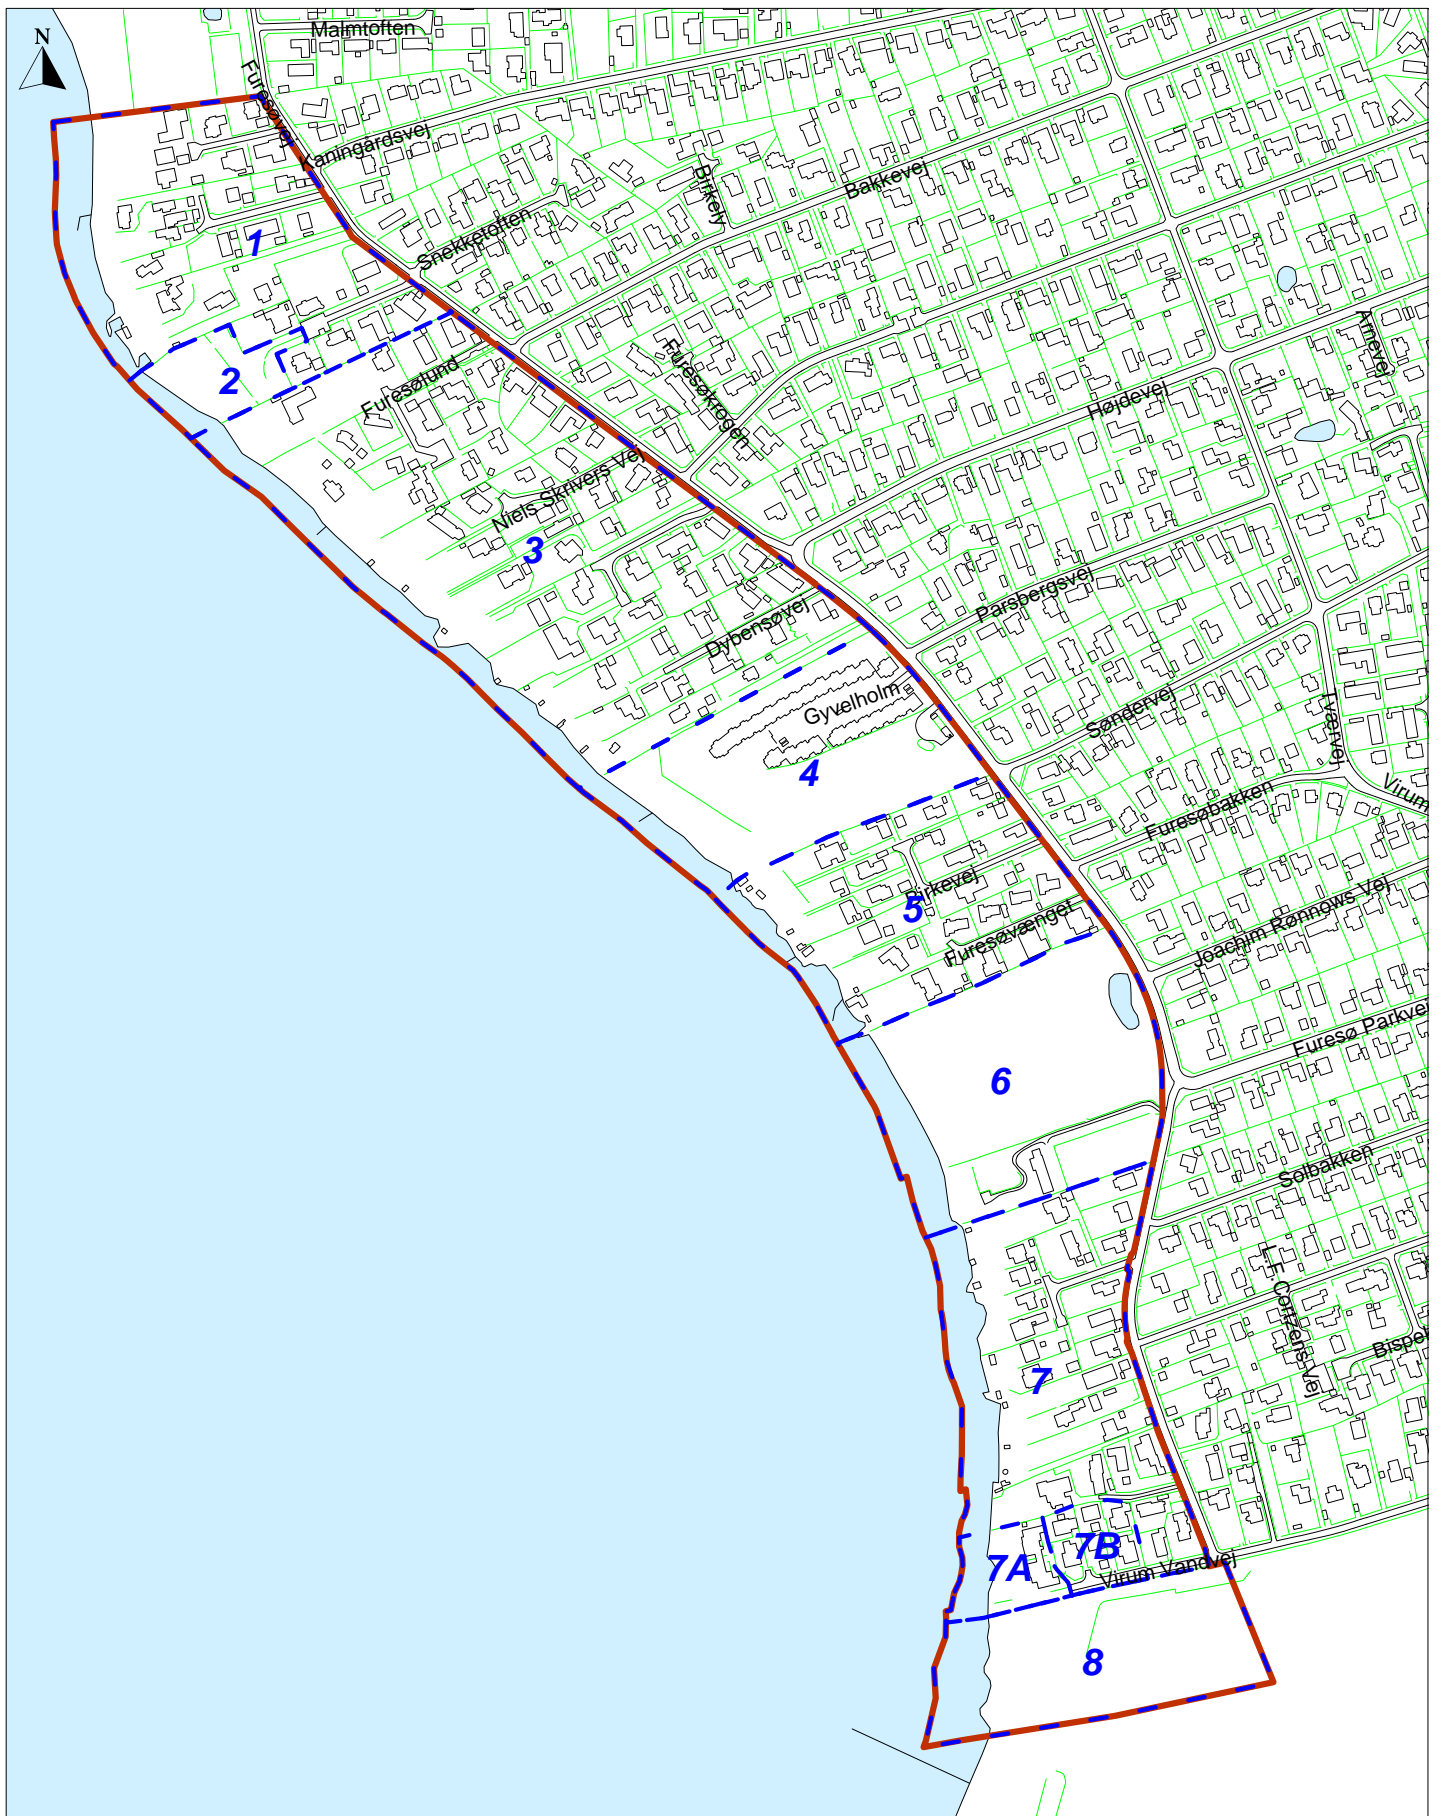 Malmtoften
N
Furesøvej
Kaningårdsvej
Birkely
Bakkevej
Snekketoften
1
Arnevej
2
Furesølund
Furesøkrogen
Højdevej
Niels Skrivers Vej
3
Parsbergsvej
Dybensøvej
Gyvelholm
Søndervej
Tværvej
4
Furesøbakken
Virum
Birkevej
5
Joachim Rønnows Vej
Furesøvænget
Furesø Parkvej
6
Solbakken
L.F. Cortzens Vej
Bispe
7
7B
7A
Virum Vandvej
8